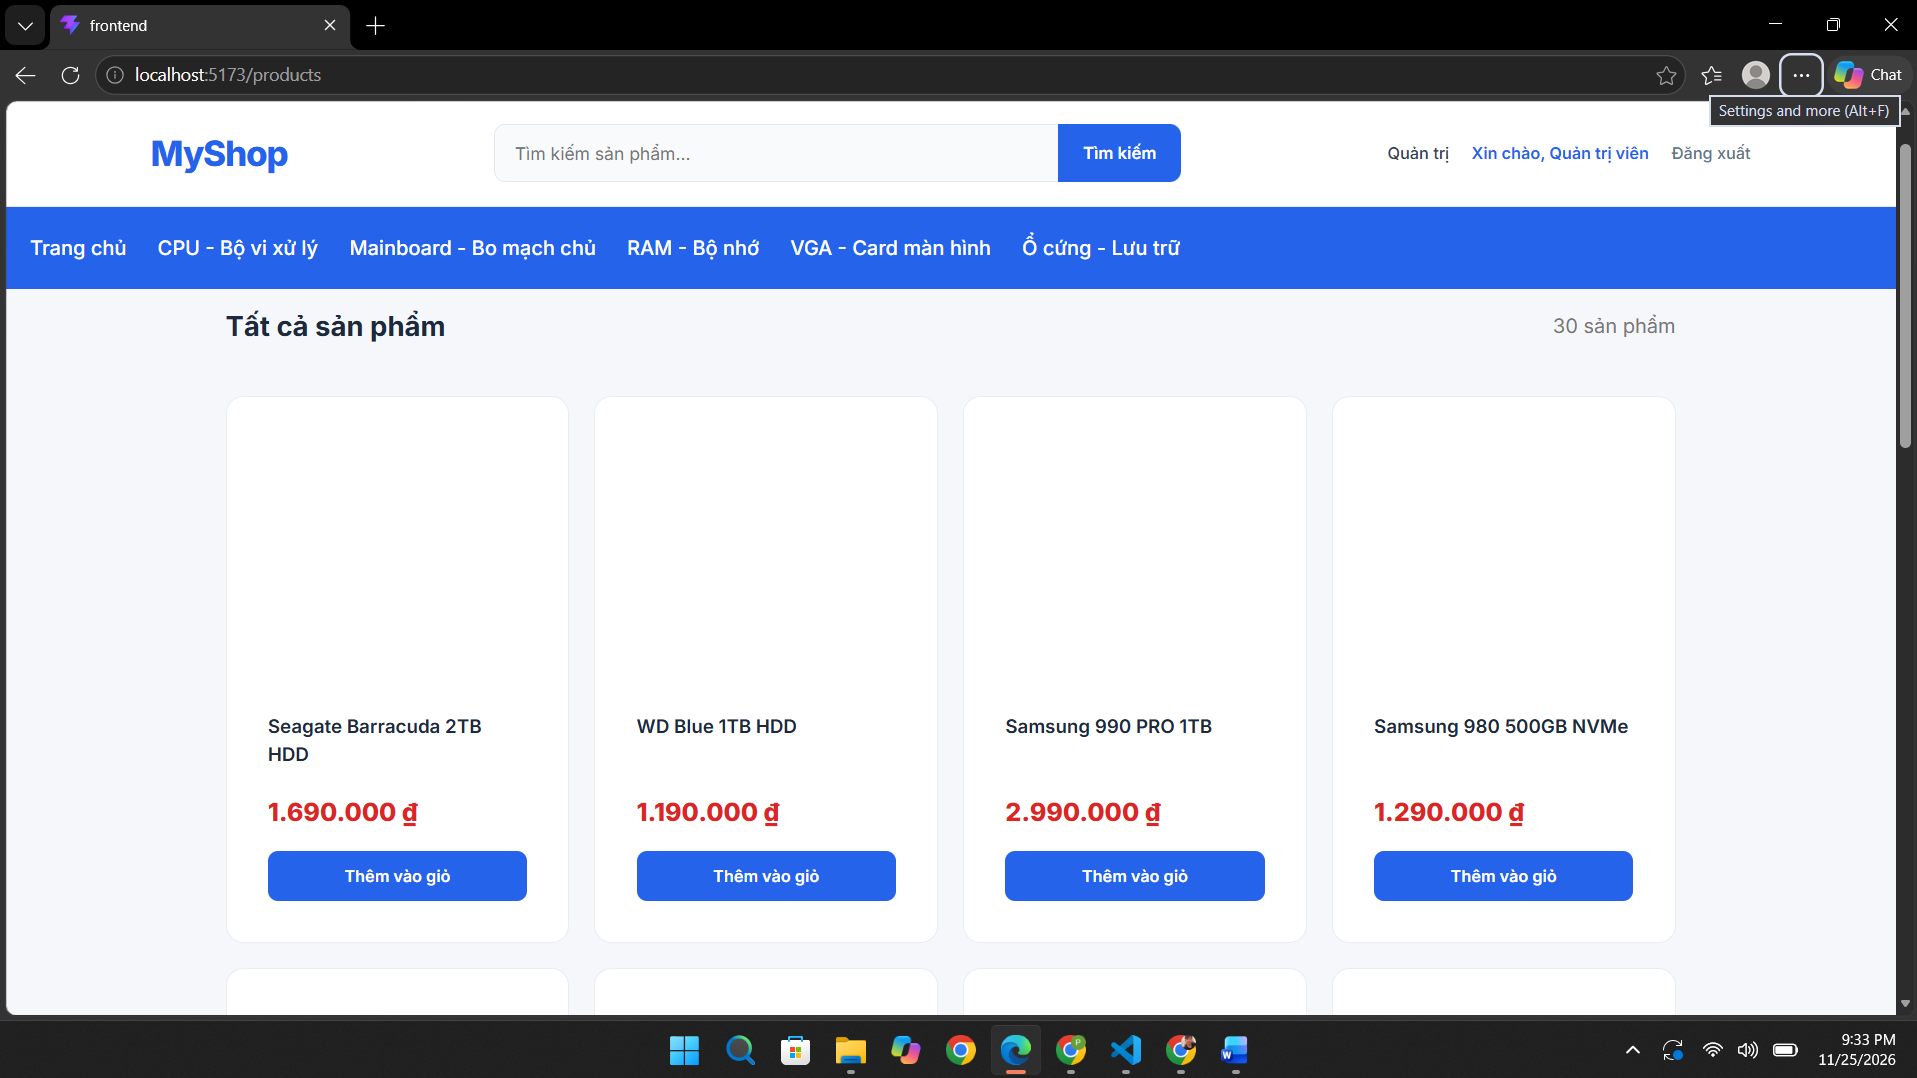 frontend
localhost:5173/products
Chat
Settings and more (Alt+F)
MyShop
Tìm kiếm sản phẩm...
Tìm kiếm
Quản trị
Xin chào, Quản trị viên
Đăng xuất
Trang chủ
CPU - Bộ vi xử lý
Mainboard - Bo mạch chủ
RAM - Bộ nhớ
VGA - Card màn hình
Ổ cứng - Lưu trữ
Tất cả sản phẩm
30 sản phẩm
Seagate Barracuda 2TB
HDD
1.690.000 ₫
Thêm vào giỏ
WD Blue 1TB HDD
1.190.000 ₫
Thêm vào giỏ
Samsung 990 PRO 1TB
2.990.000 ₫
Thêm vào giỏ
Samsung 980 500GB NVMe
1.290.000 ₫
Thêm vào giỏ
9:33 PM
11/25/2026